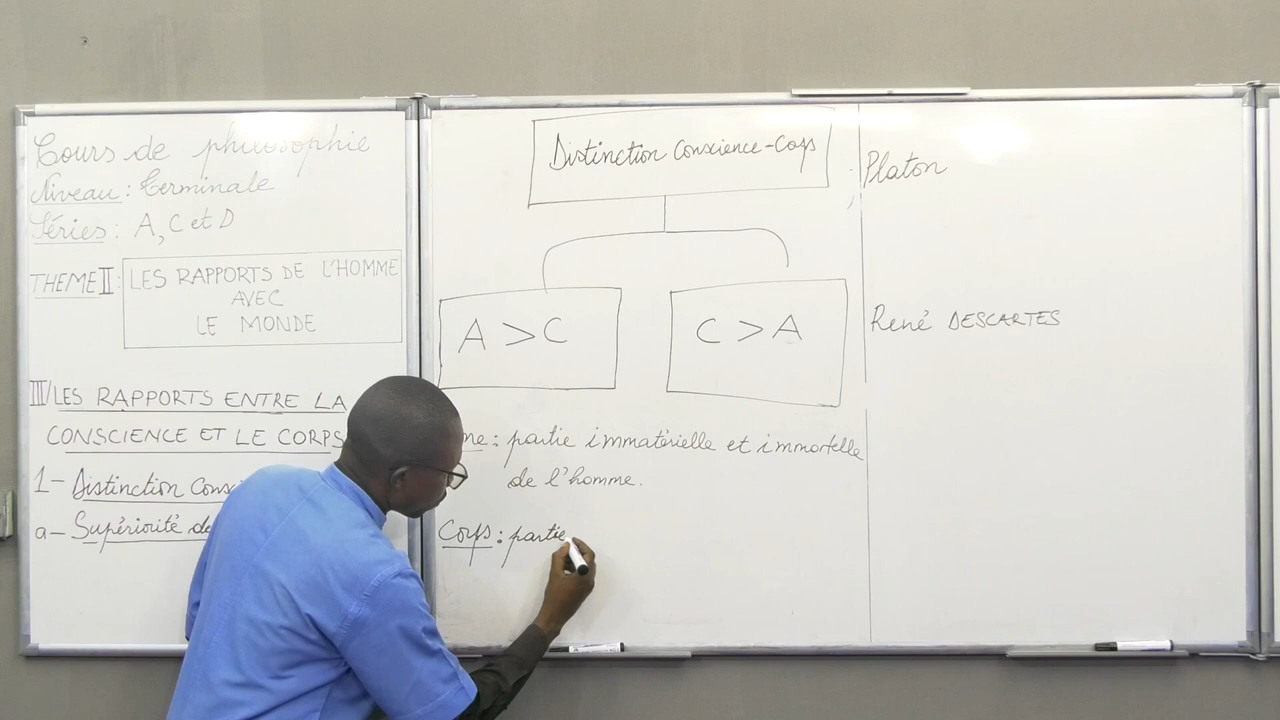 Cours de philosophie
Niveau : Terminale
Séries : A, C et D
THEME II :
LES RAPPORTS DE L'HOMME
AVEC
LE MONDE
III/ LES RAPPORTS ENTRE LA
CONSCIENCE ET LE CORPS
1- Distinction
a- Supériorité
Distinction Conscience-Corps
A > C
C > A
: partie immatérielle et immortelle
de l'homme.
Corps : partie
Platon
René DESCARTES